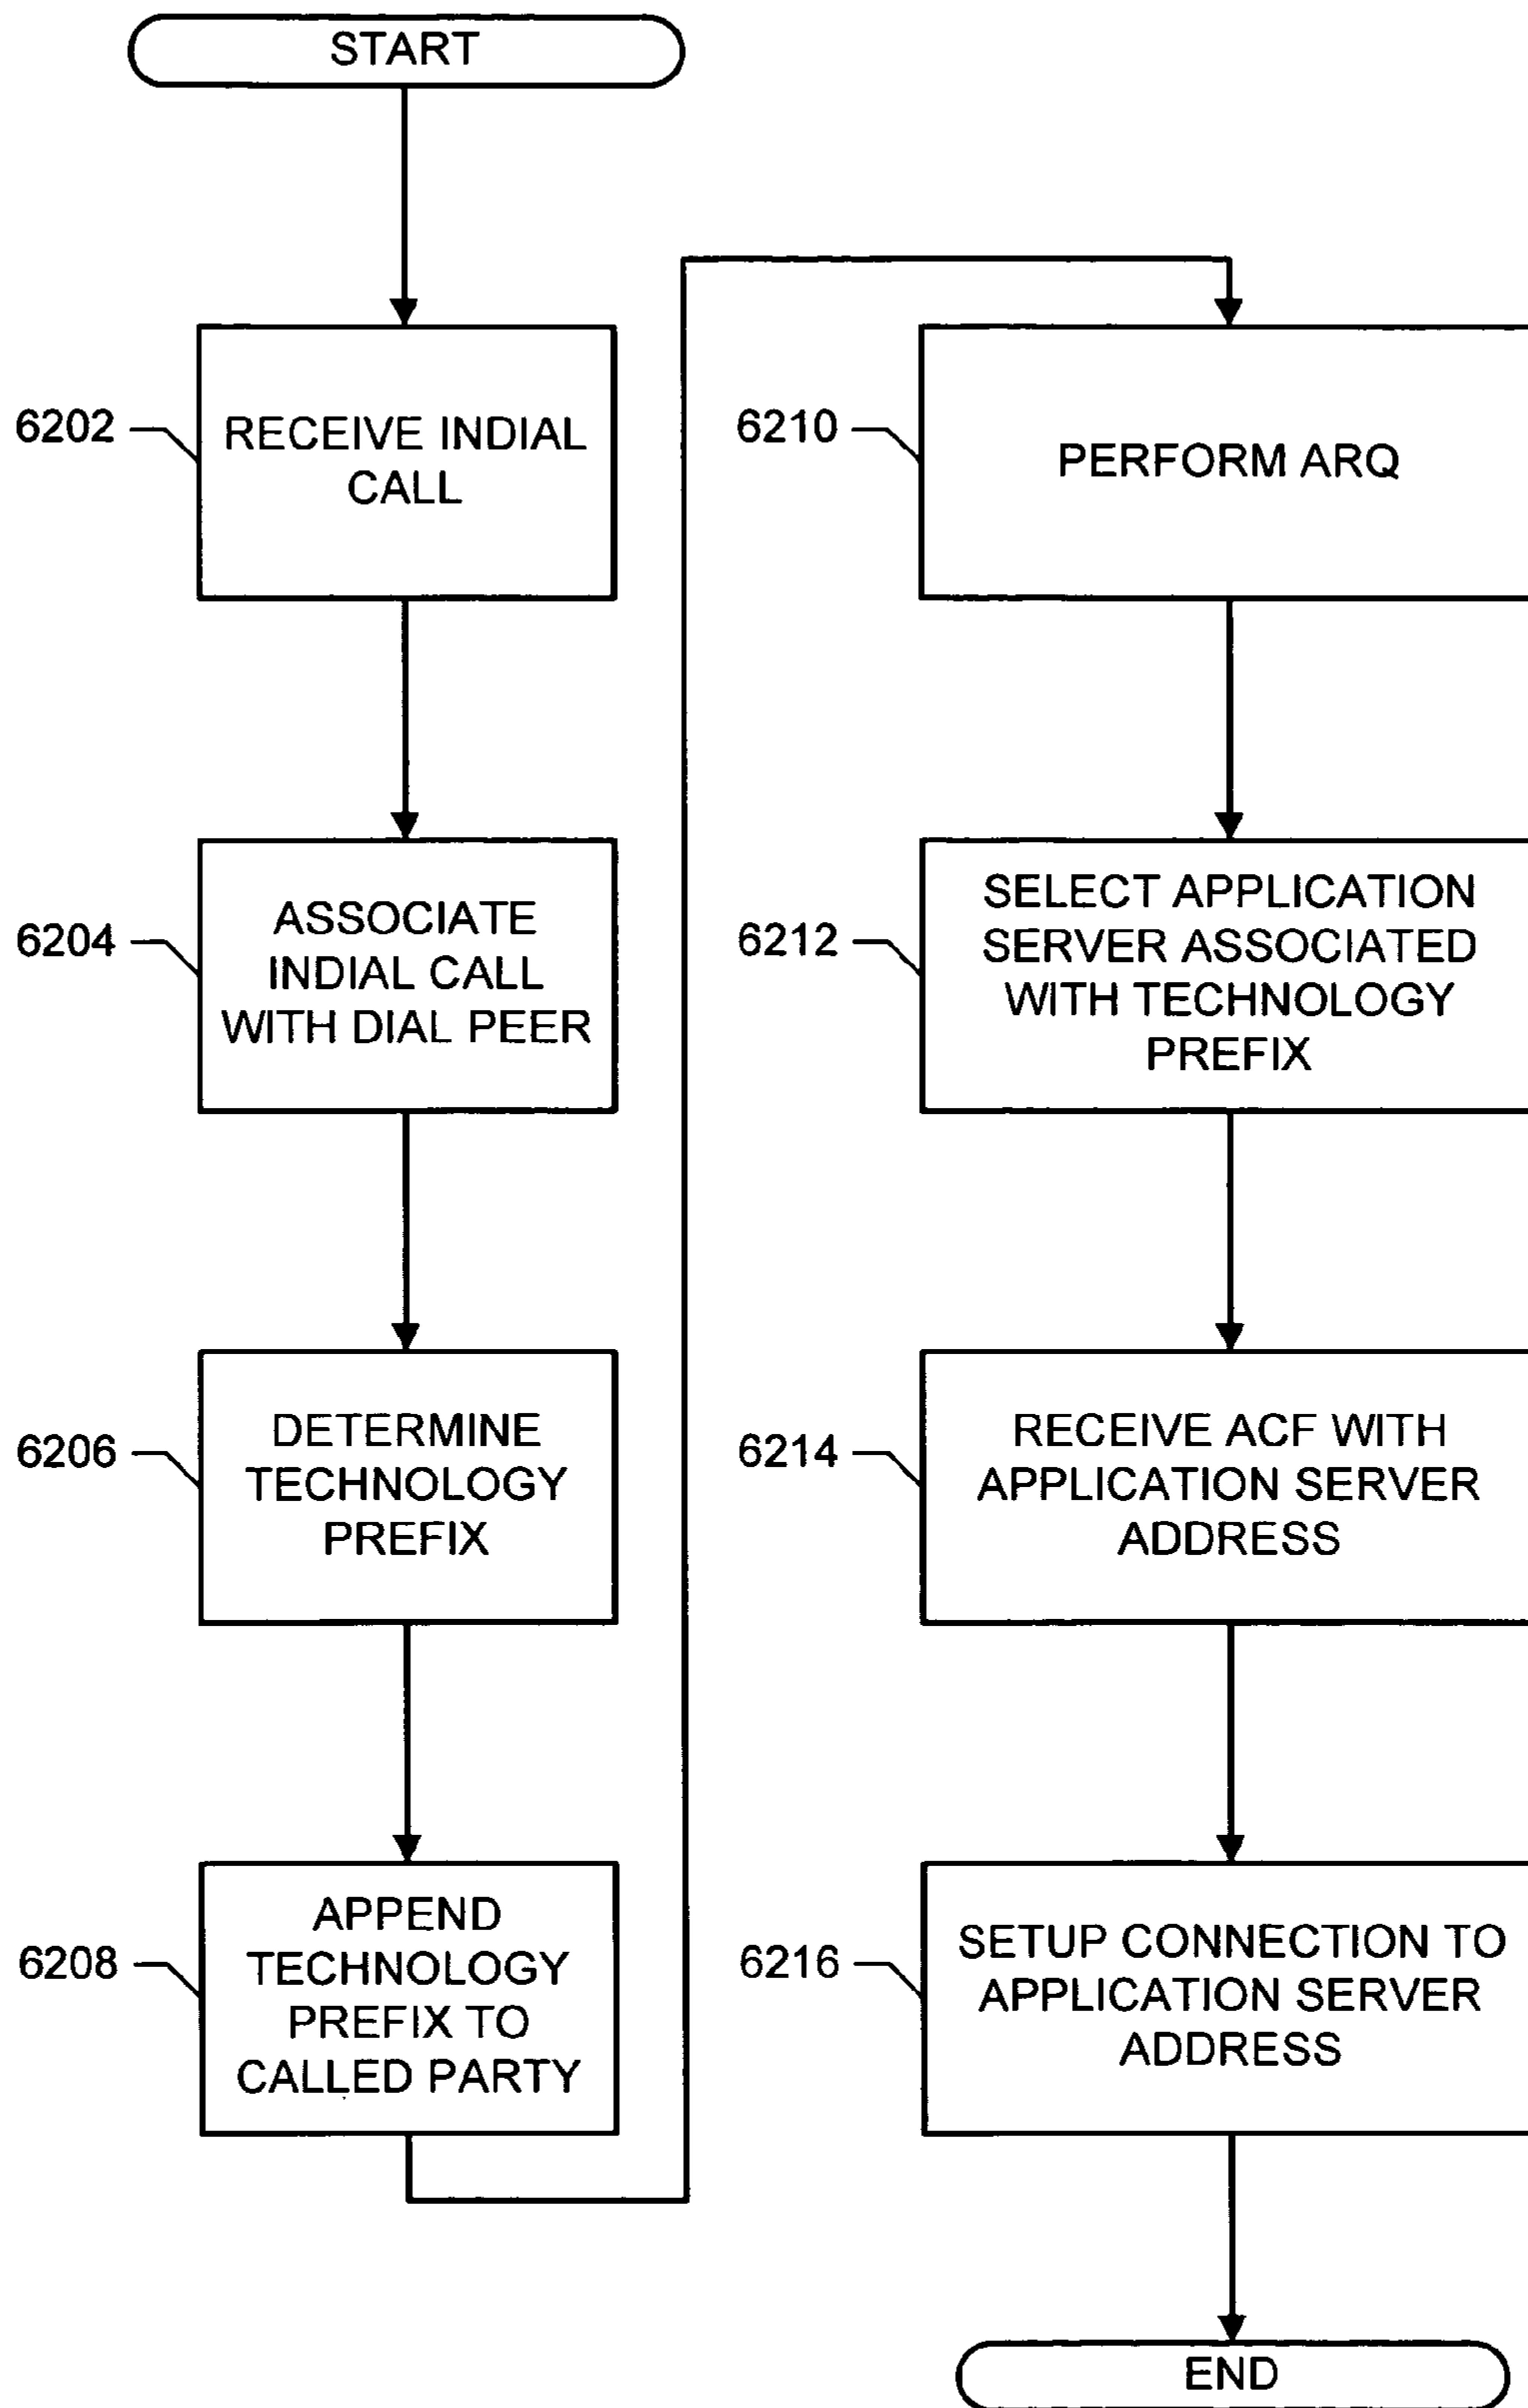 START
6202
RECEIVE INDIAL
CALL
6204
ASSOCIATE
INDIAL CALL
WITH DIAL PEER
6206
DETERMINE
TECHNOLOGY
PREFIX
6208
APPEND
TECHNOLOGY
PREFIX TO
CALLED PARTY
6210
PERFORM ARQ
6212
SELECT APPLICATION
SERVER ASSOCIATED
WITH TECHNOLOGY
PREFIX
6214
RECEIVE ACF WITH
APPLICATION SERVER
ADDRESS
6216
SETUP CONNECTION TO
APPLICATION SERVER
ADDRESS
END